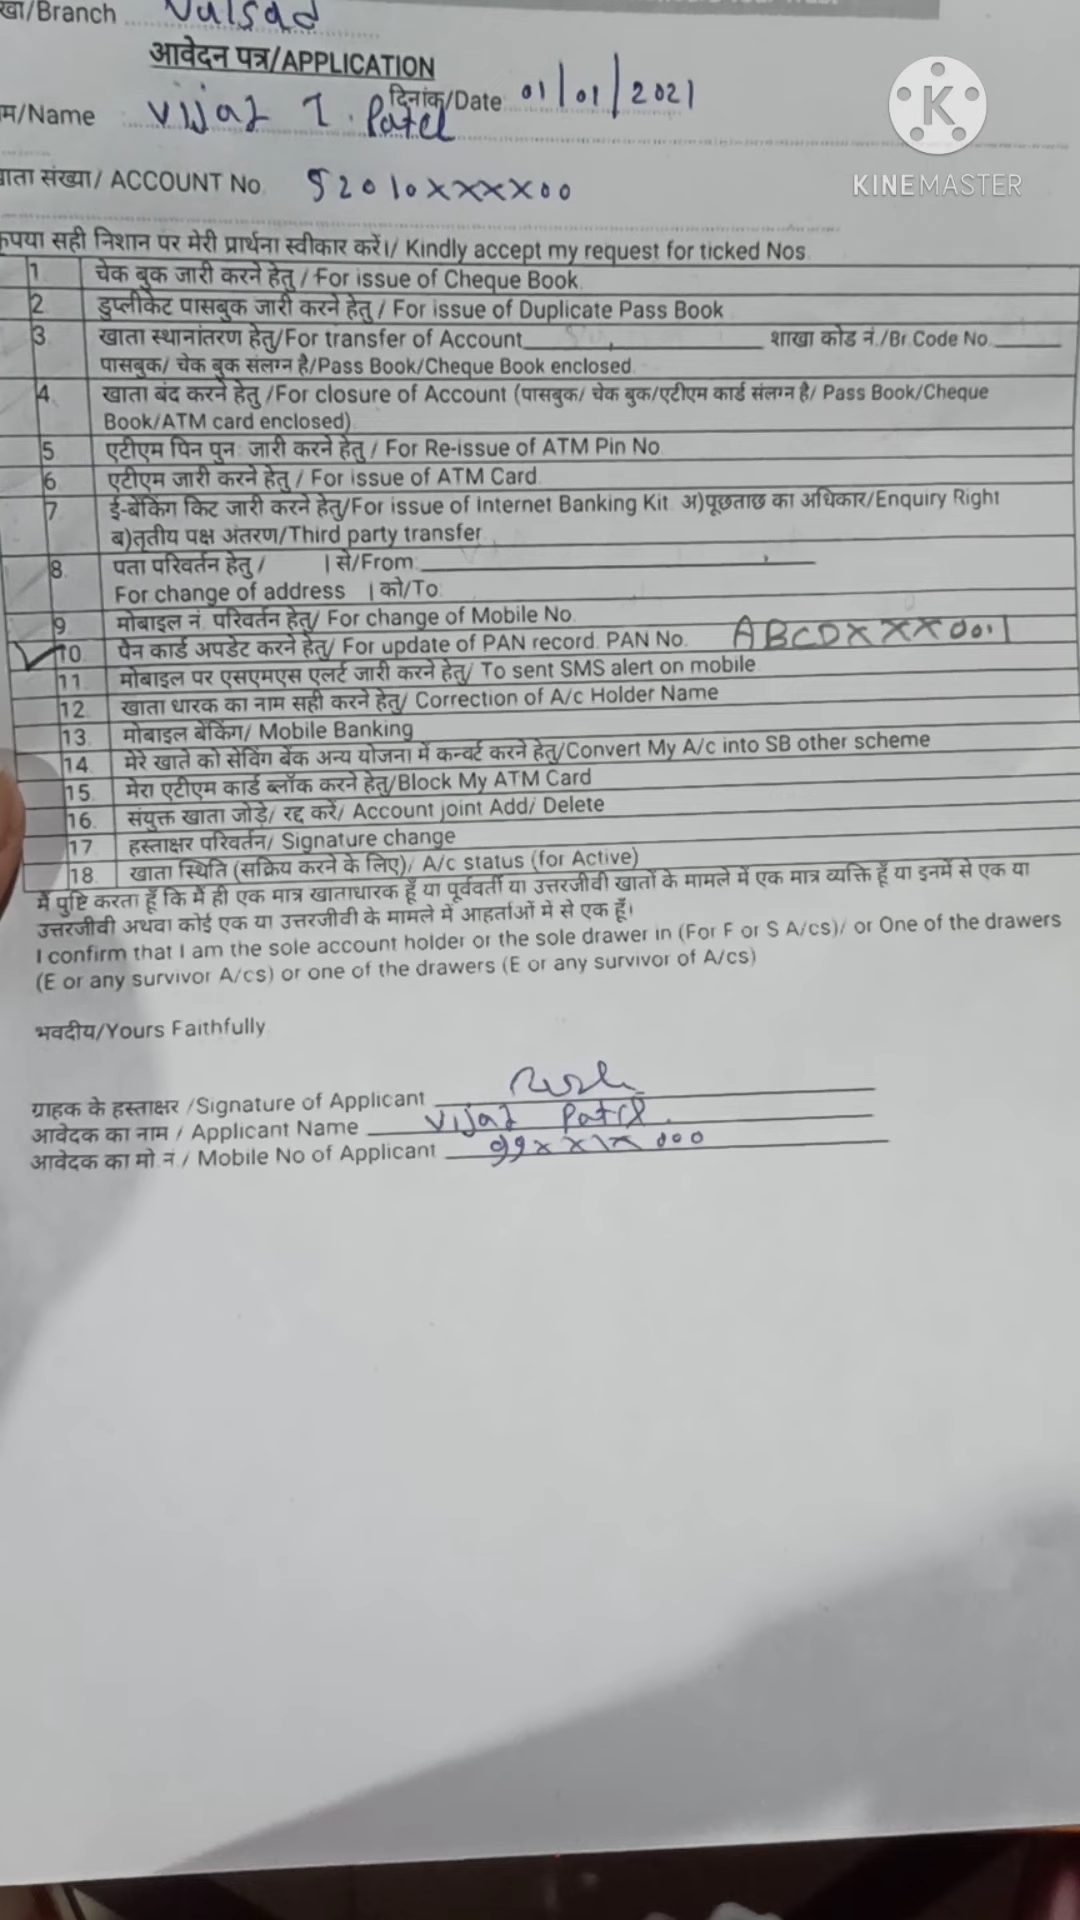 खा/Branch Valsad
आवेदन पत्र/APPLICATION
दिनांक/Date 01/01/2021
म/Name Vijay I. Patel
K
KINEMASTER
ाता संख्या/ ACCOUNT No. 52010XXXXX00
कृपया सही निशान पर मेरी प्रार्थना स्वीकार करें।/ Kindly accept my request for ticked Nos.
1. चेक बुक जारी करने हेतु / For issue of Cheque Book.
2. डुप्लीकेट पासबुक जारी करने हेतु / For issue of Duplicate Pass Book
3. खाता स्थानांतरण हेतु/For transfer of Account शाखा कोड नं./Br.Code No.
पासबुक/ चेक बुक संलग्न है/Pass Book/Cheque Book enclosed.
4. खाता बंद करने हेतु /For closure of Account (पासबुक/ चेक बुक/एटीएम कार्ड संलग्न है/ Pass Book/Cheque
Book/ATM card enclosed)
5. एटीएम पिन पुन: जारी करने हेतु / For Re-issue of ATM Pin No.
6. एटीएम जारी करने हेतु / For issue of ATM Card.
7. ई-बेंकिंग किट जारी करने हेतु/For issue of Internet Banking Kit. अ)पूछताछ का अधिकार/Enquiry Right
ब)तृतीय पक्ष अंतरण/Third party transfer.
8. पता परिवर्तन हेतु / । से/From:
For change of address । को/To:
9. मोबाइल नं. परिवर्तन हेतु/ For change of Mobile No.
10. पैन कार्ड अपडेट करने हेतु/ For update of PAN record. PAN No. ABCDXXX0001
11. मोबाइल पर एसएमएस एलर्ट जारी करने हेतु/ To sent SMS alert on mobile
12. खाता धारक का नाम सही करने हेतु/ Correction of A/c Holder Name
13. मोबाइल बेंकिंग/ Mobile Banking
14. मेरे खाते को सेविंग बेंक अन्य योजना में कन्वर्ट करने हेतु/Convert My A/c into SB other scheme
15. मेरा एटीएम कार्ड ब्लॉक करने हेतु/Block My ATM Card
16. संयुक्त खाता जोड़े/ रद्द करें/ Account joint Add/ Delete
17. हस्ताक्षर परिवर्तन/ Signature change
18. खाता स्थिति (सक्रिय करने के लिए)/ A/c status (for Active)
मैं पुष्टि करता हूँ कि मैं ही एक मात्र खाताधारक हूँ या पूर्ववर्ती या उत्तरजीवी खातों के मामले में एक मात्र व्यक्ति हूँ या इनमें से एक या
उत्तरजीवी अथवा कोई एक या उत्तरजीवी के मामले में आहर्ताओं में से एक हूँ।
I confirm that I am the sole account holder or the sole drawer in (For F or S A/cs)/ or One of the drawers
(E or any survivor A/cs) or one of the drawers (E or any survivor of A/cs)
भवदीय/Yours Faithfully
ग्राहक के हस्ताक्षर /Signature of Applicant
आवेदक का नाम / Applicant Name Vijay Patel.
आवेदक का मो.नं./ Mobile No of Applicant 99XXXX000